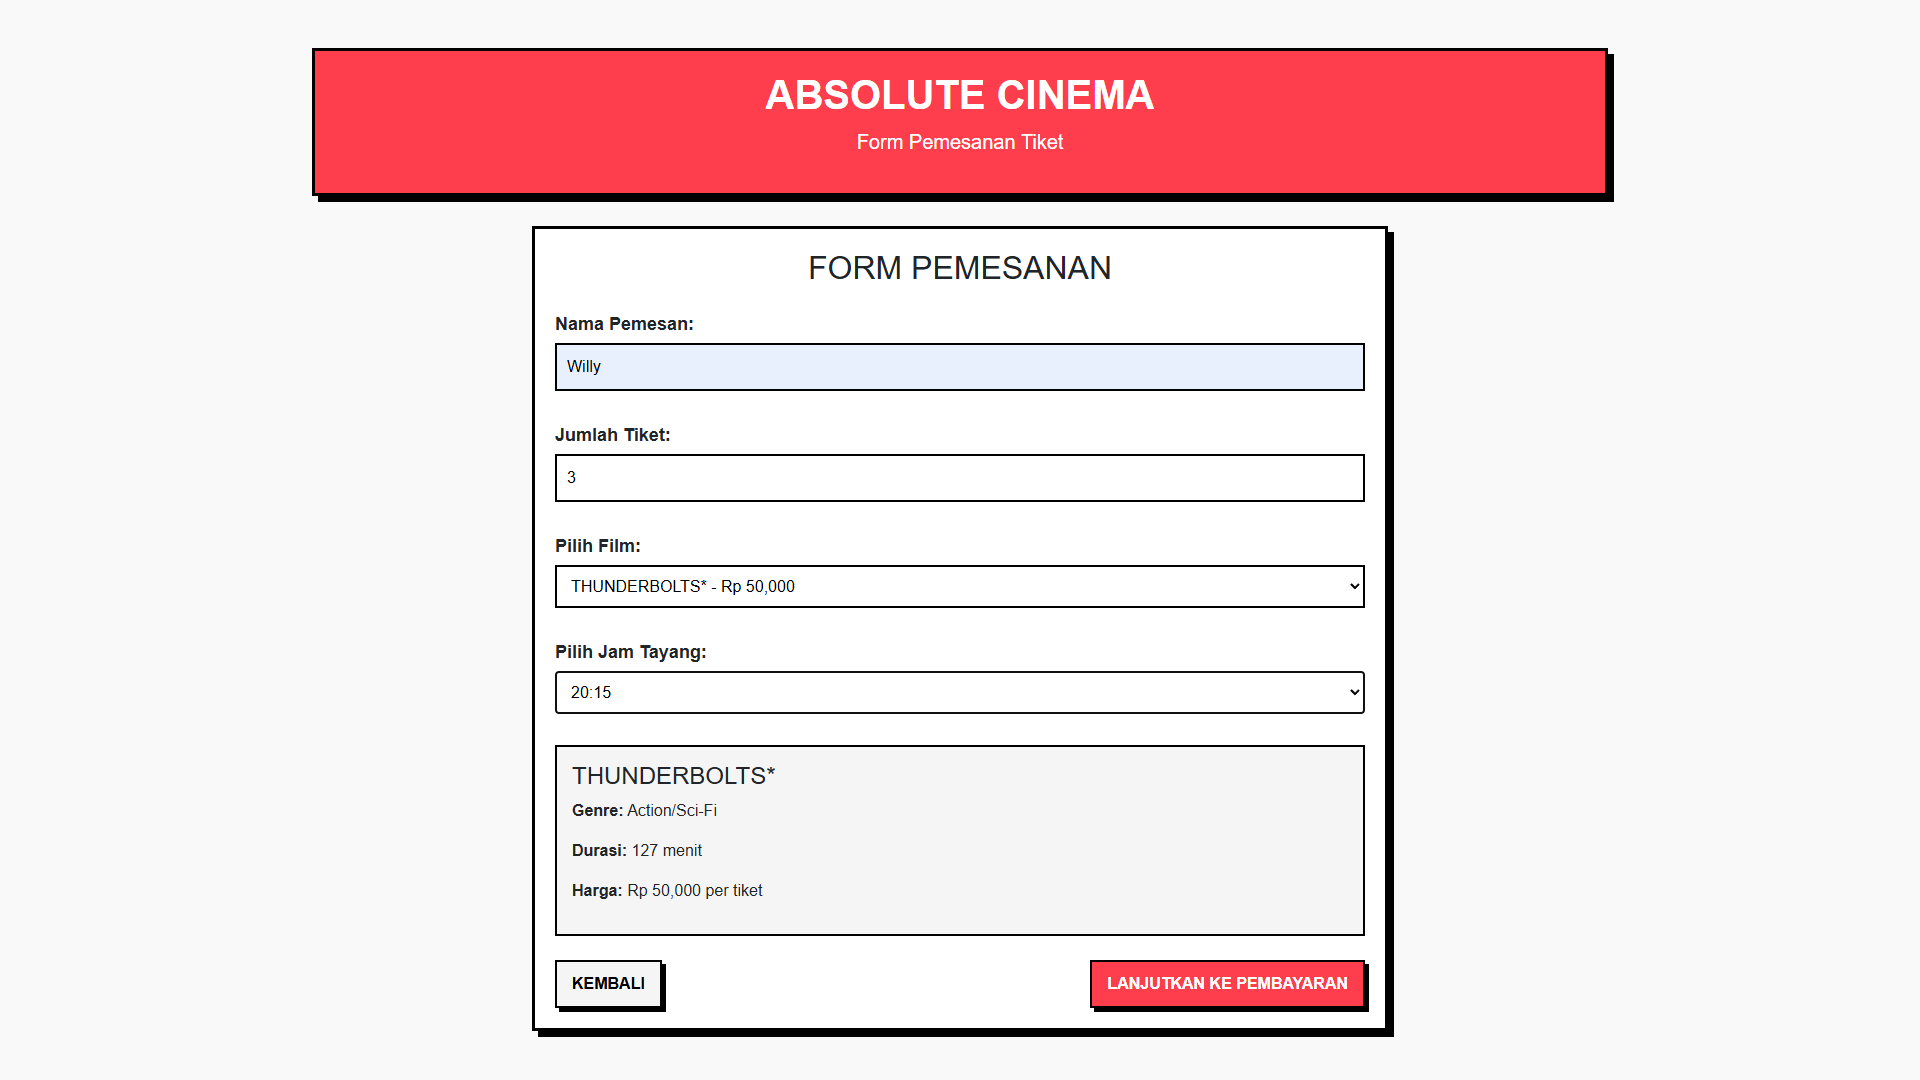 ABSOLUTE CINEMA
Form Pemesanan Tiket
FORM PEMESANAN
Nama Pemesan:
Willy
Jumlah Tiket:
3
Pilih Film:
THUNDERBOLTS* - Rp 50,000
Pilih Jam Tayang:
20:15
THUNDERBOLTS*
Genre: Action/Sci-Fi
Durasi: 127 menit
Harga: Rp 50,000 per tiket
KEMBALI
LANJUTKAN KE PEMBAYARAN